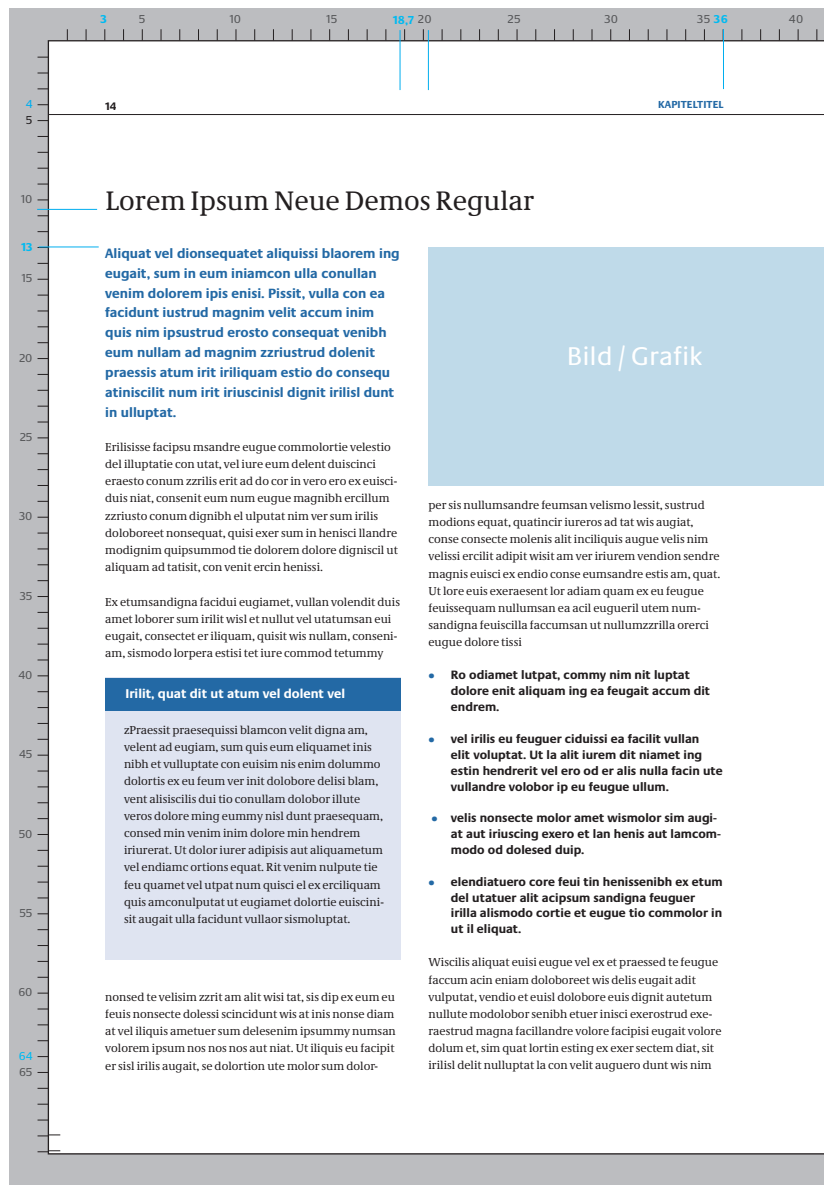 3 5 10 15 18,7 20 25 30 35 36 40
4
5
10
13
15
20
25
30
35
40
45
50
55
60
64
65
14
KAPITELTITEL
Lorem Ipsum Neue Demos Regular
Aliquat vel dionsequatet aliquissi blaorem ing
eugait, sum in eum iniamcon ulla conullan
venim dolorem ipis enisi. Pissit, vulla con ea
facidunt iustrud magnim velit accum inim
quis nim ipsustrud erosto consequat venibh
eum nullam ad magnim zzriustrud dolenit
praessis atum irit iriliquam estio do consequ
atiniscilit num irit iriuscinisl dignit irilisl dunt
in ulluptat.
Erilisisse facipsu msandre eugue commolortie velestio
del illuptatie con utat, vel iure eum delent duiscinci
eraesto conum zzrilis erit ad do cor in vero ero ex euisci-
duis niat, consenit eum num eugue magnibh ercillum
zzriusto conum dignibh el ulputat nim ver sum irilis
doloboreet nonsequat, quisi exer sum in henisci llandre
modignim quipsummod tie dolorem dolore digniscil ut
aliquam ad tatisit, con venit ercin henissi.
Ex etumsandigna facidui eugiamet, vullan volendit duis
amet loborer sum irilit wisl et nullut vel utatumsan eui
eugait, consectet er iliquam, quisit wis nullam, conseni-
am, sismodo lorpera estisi tet iure commod tetummy
Irilit, quat dit ut atum vel dolent vel
zPraessit praesequissi blamcon velit digna am,
velent ad eugiam, sum quis eum eliquamet inis
nibh et vulluptate con euisim nis enim dolummo
dolortis ex eu feum ver init dolobore delisi blam,
vent alisiscilis dui tio conullam dolobor illute
veros dolore ming eummy nisl dunt praesequam,
consed min venim inim dolore min hendrem
iriurerat. Ut dolor iurer adipisis aut aliquametum
vel endiamc ortions equat. Rit venim nulpute tie
feu quamet vel utpat num quisci el ex erciliquam
quis amconulputat ut eugiamet dolortie euiscini-
sit augait ulla facidunt vullaor sismoluptat.
nonsed te velisim zzrit am alit wisi tat, sis dip ex eum eu
feuis nonsecte dolessi scincidunt wis at inis nonse diam
at vel iliquis ametuer sum delesenim ipsummy numsan
volorem ipsum nos nos nos aut niat. Ut iliquis eu facipit
er sisl irilis augait, se dolortion ute molor sum dolor-
Bild / Grafik
per sis nullumsandre feumsan velismo lessit, sustrud
modions equat, quatincir iureros ad tat wis augiat,
conse consecte molenis alit inciliquis augue velis nim
velissi ercilit adipit wisit am ver iriurem vendion sendre
magnis euisci ex endio conse eumsandre estis am, quat.
Ut lore euis exeraesent lor adiam quam ex eu feugue
feuissequam nullumsan ea acil eugueril utem num-
sandigna feuiscilla faccumsan ut nullumzzrilla orerci
eugue dolore tissi
• Ro odiamet lutpat, commy nim nit luptat
dolore enit aliquam ing ea feugait accum dit
endrem.
• vel irilis eu feuguer ciduissi ea facilit vullan
elit voluptat. Ut la alit iurem dit niamet ing
estin hendrerit vel ero od er alis nulla facin ute
vullandre volobor ip eu feugue ullum.
• velis nonsecte molor amet wismolor sim augi-
at aut iriuscing exero et lan henis aut lamcom-
modo od dolesed duip.
• elendiatuero core feui tin henissenibh ex etum
del utatuer alit acipsum sandigna feuguer
irilla alismodo cortie et eugue tio commolor in
ut il eliquat.
Wiscilis aliquat euisi eugue vel ex et praessed te feugue
faccum acin eniam doloboreet wis delis eugait adit
vulputat, vendio et euisl dolobore euis dignit autetum
nullute modolobor senibh etuer inisci exerostrud exe-
raestrud magna facillandre volore facipisi eugait volore
dolum et, sim quat lortin esting ex exer sectem diat, sit
irilisl delit nulluptat la con velit auguero dunt wis nim